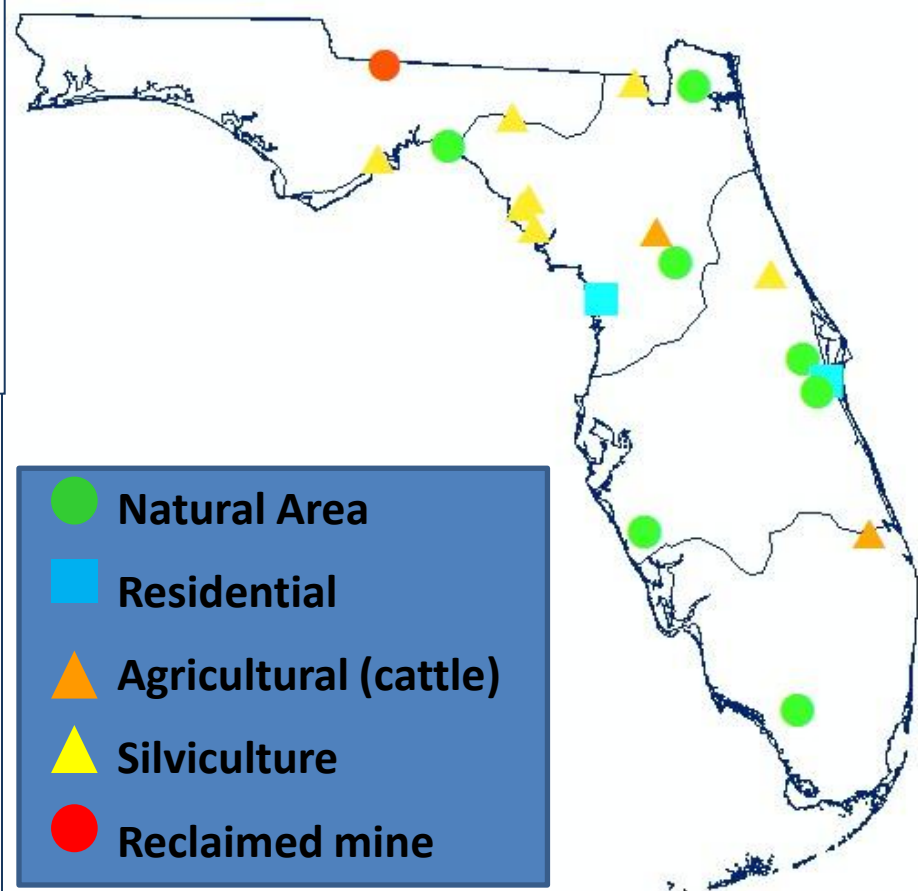 Natural Area
Residential
Agricultural (cattle)
Silviculture
Reclaimed mine